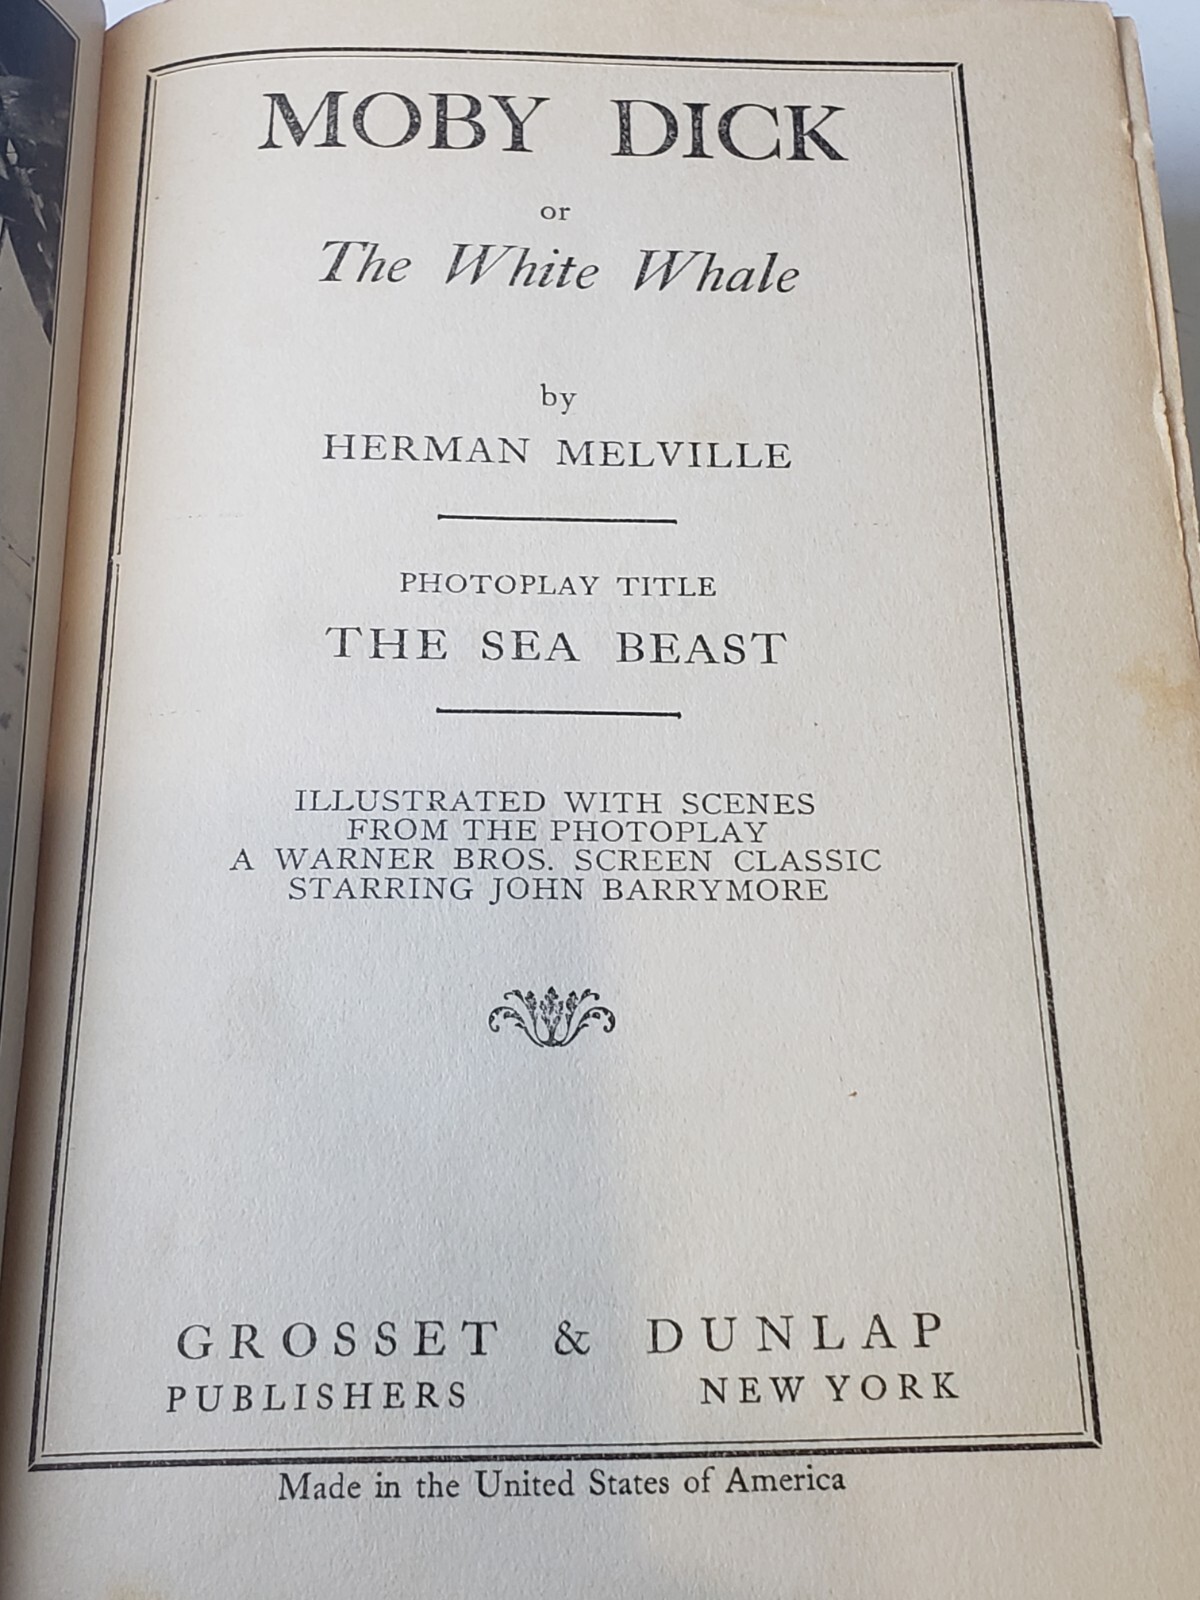 MOBY DICK
or
The White Whale
by
HERMAN MELVILLE
PHOTOPLAY TITLE
THE SEA BEAST
ILLUSTRATED WITH SCENES
FROM THE PHOTOPLAY
A WARNER BROS. SCREEN CLASSIC
STARRING JOHN BARRYMORE
GROSSET & DUNLAP
PUBLISHERS NEW YORK
Made in the United States of America